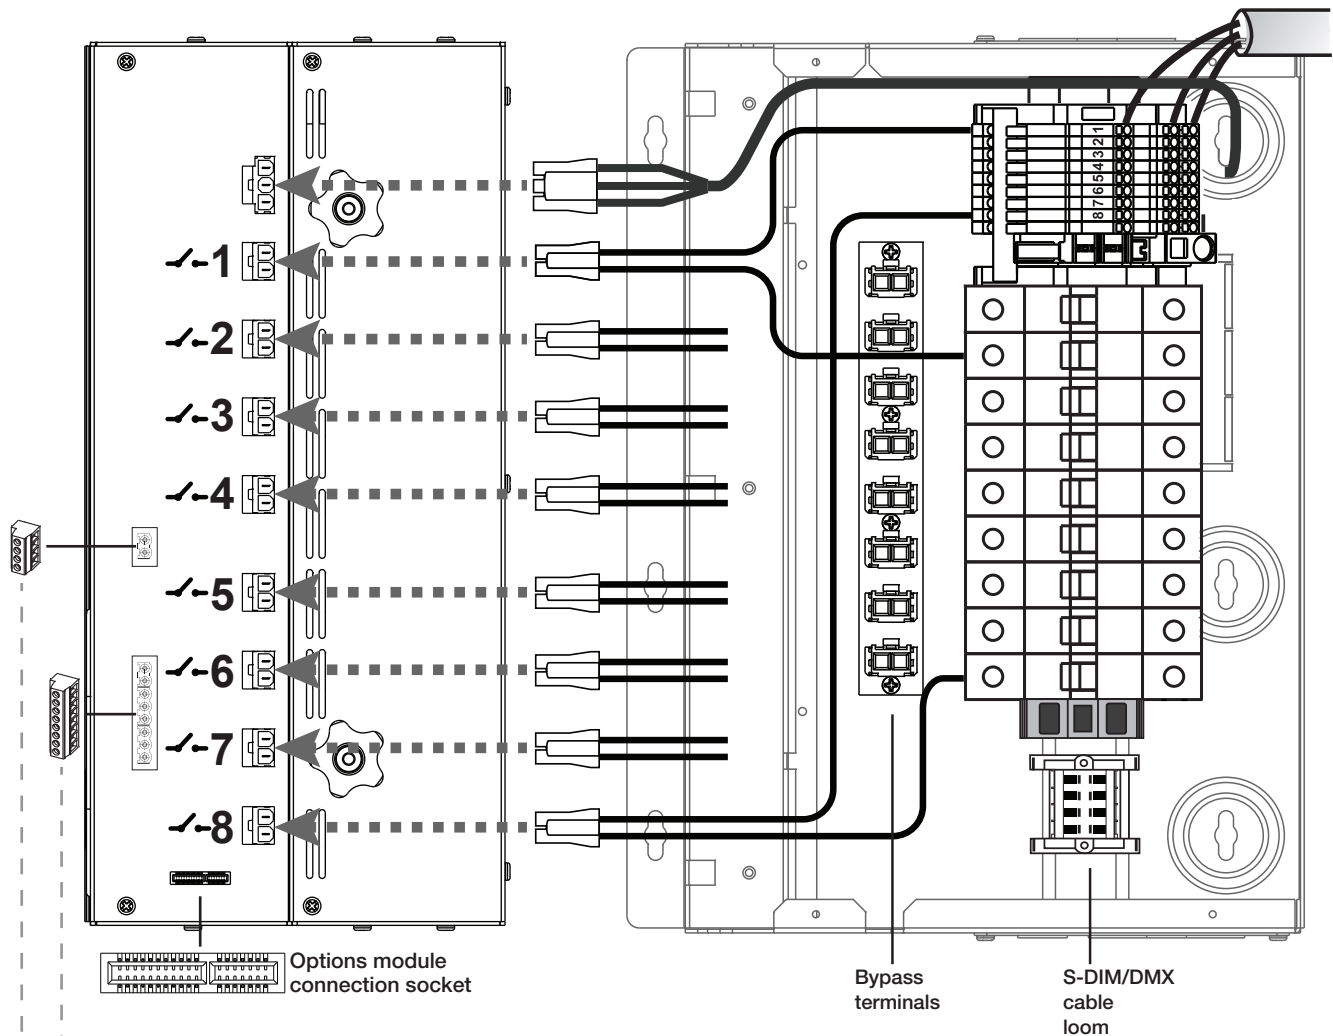 1
2
3
4
5
6
7
8
1
2
3
4
5
6
7
8
Options module
connection socket
Bypass
terminals
S-DIM/DMX
cable
loom